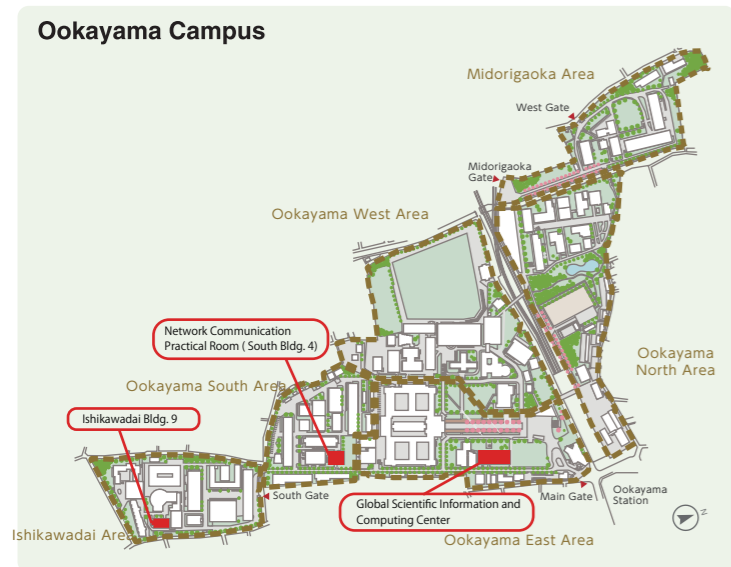 Ookayama Campus
Midorigaoka Area
West Gate
Midorigaoka
Gate
Ookayama West Area
Network Communication
Practical Room ( South Bldg. 4)
Ookayama
North Area
Ookayama South Area
Ishikawadai Bldg. 9
South Gate
Global Scientific Information and
Computing Center
Main Gate
Ookayama
Station
N
Ishikawadai Area
Ookayama East Area